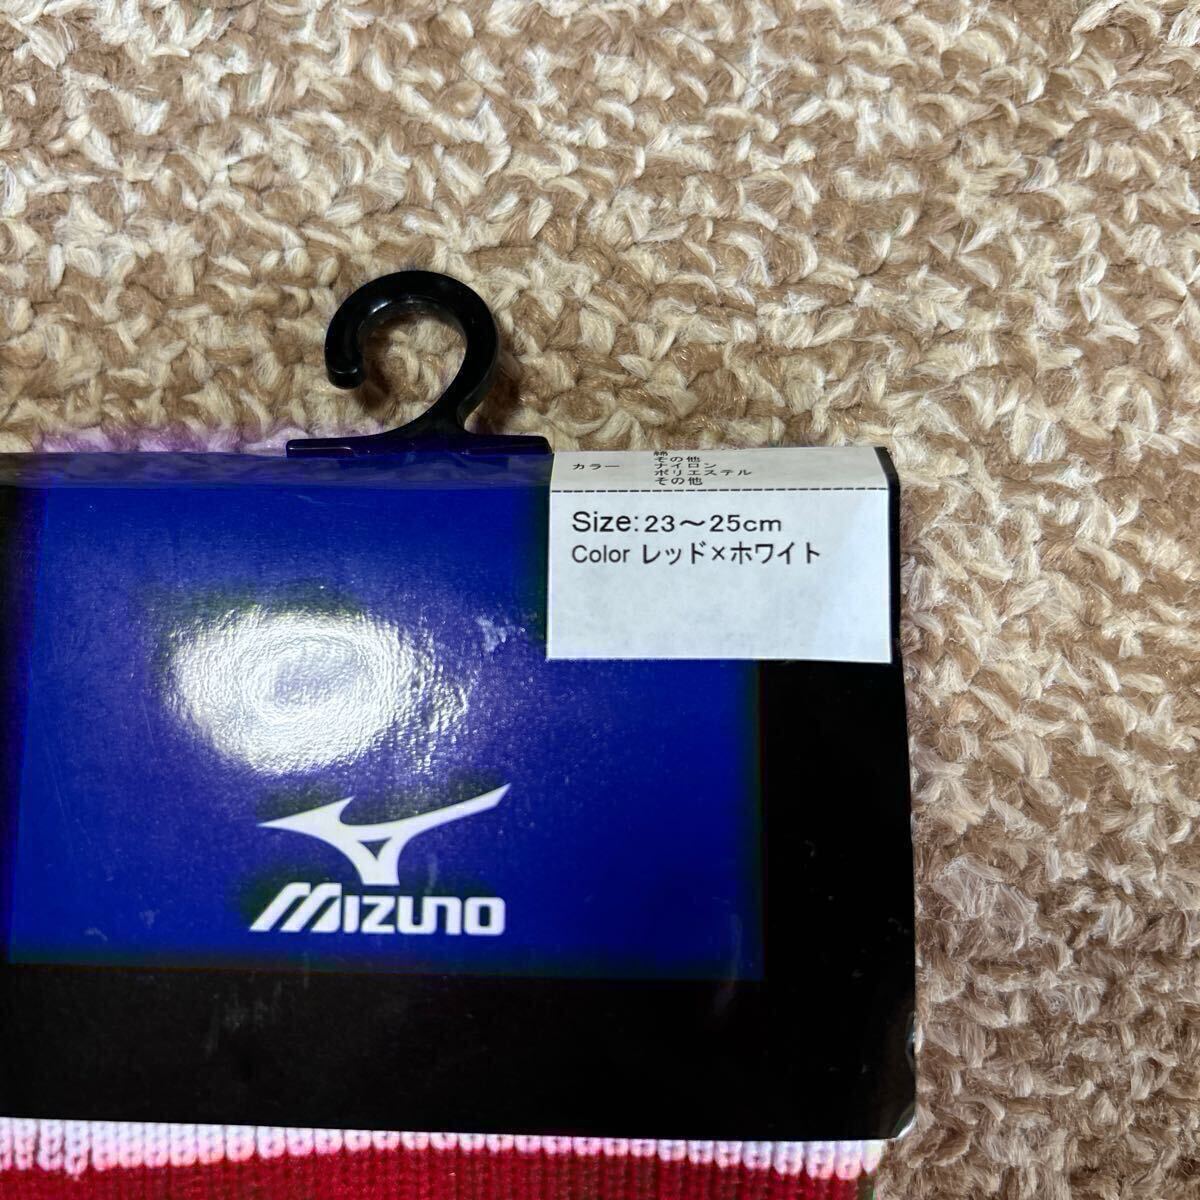 綿
その他
カラー ナイロン
ポリエステル
その他
Size: 23～25cm
Color レッド×ホワイト
MIZUNO